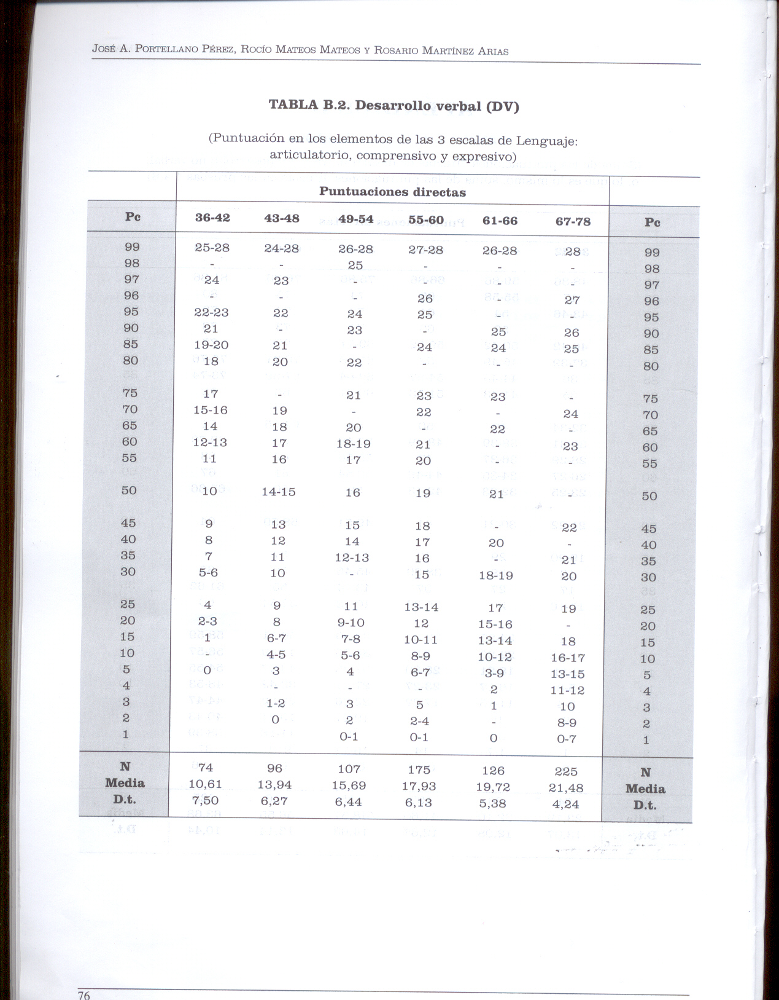 JOSÉ A. PORTELLANO PÉREZ, ROCÍO MATEOS MATEOS Y ROSARIO MARTÍNEZ ARIAS
TABLA B.2. Desarrollo verbal (DV)
(Puntuación en los elementos de las 3 escalas de Lenguaje:
articulatorio, comprensivo y expresivo)
Puntuaciones directas
Pc 36-42 43-48 49-54 55-60 61-66 67-78 Pc
99 25-28 24-28 26-28 27-28 26-28 28 99
98 - - 25 - - - 98
97 24 23 - - - - 97
96 - - - 26 - 27 96
95 22-23 22 24 25 - - 95
90 21 - 23 - 25 26 90
85 19-20 21 - 24 24 25 85
80 18 20 22 - - - 80
75 17 - 21 23 23 - 75
70 15-16 19 - 22 - 24 70
65 14 18 20 - 22 - 65
60 12-13 17 18-19 21 - 23 60
55 11 16 17 20 - - 55
50 10 14-15 16 19 21 - 50
45 9 13 15 18 - 22 45
40 8 12 14 17 20 - 40
35 7 11 12-13 16 - 21 35
30 5-6 10 - 15 18-19 20 30
25 4 9 11 13-14 17 19 25
20 2-3 8 9-10 12 15-16 - 20
15 1 6-7 7-8 10-11 13-14 18 15
10 - 4-5 5-6 8-9 10-12 16-17 10
5 0 3 4 6-7 3-9 13-15 5
4 - - - 2 11-12 4
3 1-2 3 5 1 10 3
2 0 2 2-4 - 8-9 2
1 0-1 0-1 0 0-7 1
N 74 96 107 175 126 225 N
Media 10,61 13,94 15,69 17,93 19,72 21,48 Media
D.t. 7,50 6,27 6,44 6,13 5,38 4,24 D.t.
76